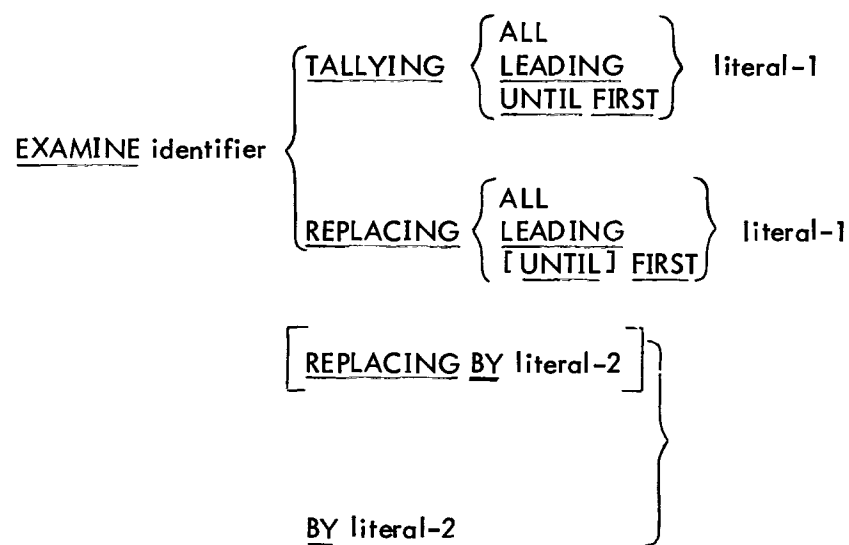 ALL
TALLYING LEADING literal-1
UNTIL FIRST
EXAMINE identifier
ALL
REPLACING LEADING literal-1
[UNTIL] FIRST
[REPLACING BY literal-2]
BY literal-2